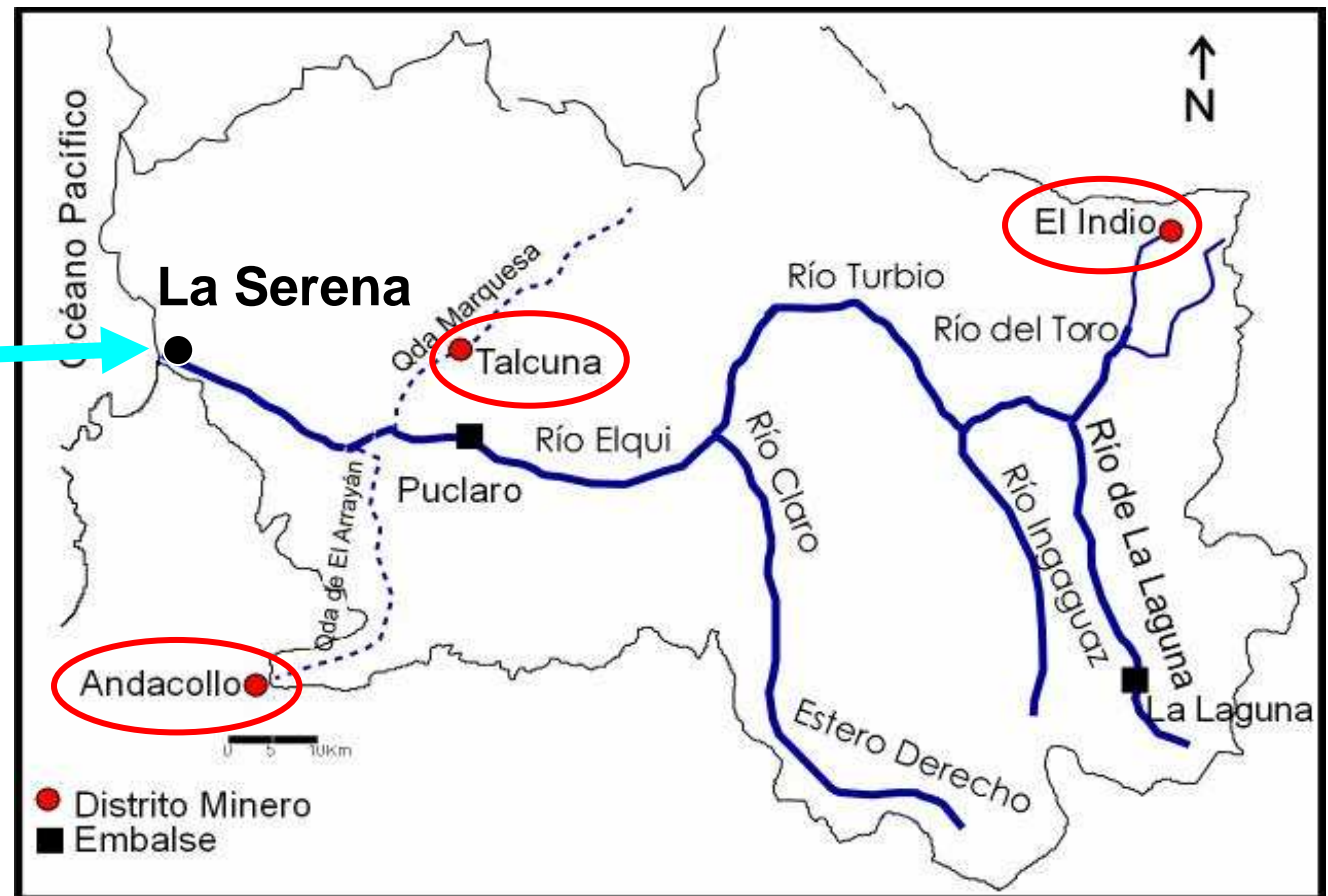 N
Océano Pacífico
El Indio
La Serena
Río Turbio
Qda Marquesa
Río del Toro
Talcuna
Río Elqui
Río Claro
Río de La Laguna
Río Ingaguaz
Puclaro
Qda de El Arrayán
Andacollo
La Laguna
Estero Derecho
0 5 10Km
Distrito Minero
Embalse